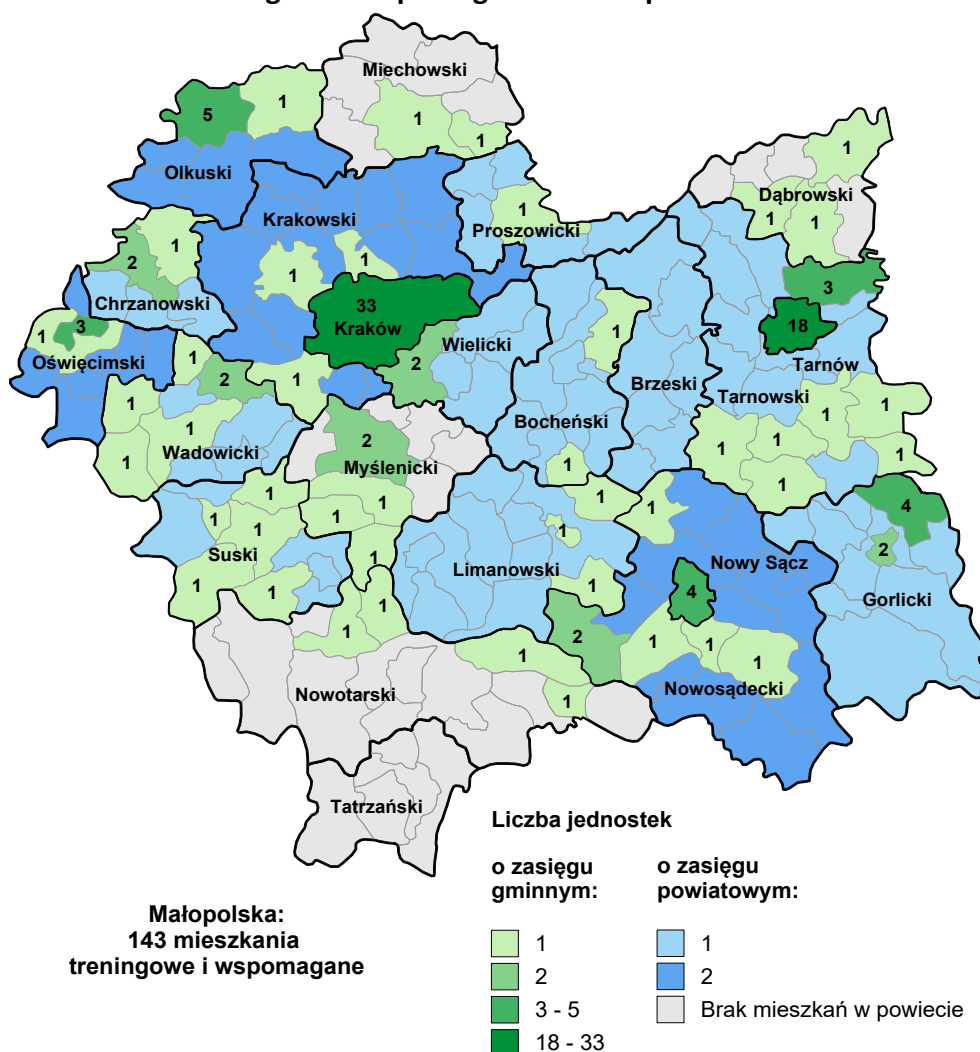 Miechowski
5
1
1
1
Olkuski
1
Dąbrowski
1
1
Krakowski
1
Proszowicki
1
2
1
1
3
Chrzanowski
33
Kraków
18
1
3
Oświęcimski
Wielicki
1
Tarnów
1
2
1
2
Brzeski
Tarnowski
1
1
1
1
Bocheński
1
1
1
Wadowicki
1
2
Myślenicki
1
1
1
1
1
1
4
1
1
1
1
Suski
2
1
Limanowski
Nowy Sącz
1
1
1
4
Gorlicki
1
1
2
1
1
1
1
Nowosądecki
Nowotarski
1
Tatrzański
Liczba jednostek
o zasięgu
gminnym:
1
2
3 - 5
18 - 33
o zasięgu
powiatowym:
1
2
Brak mieszkań w powiecie
Małopolska:
143 mieszkania
treningowe i wspomagane